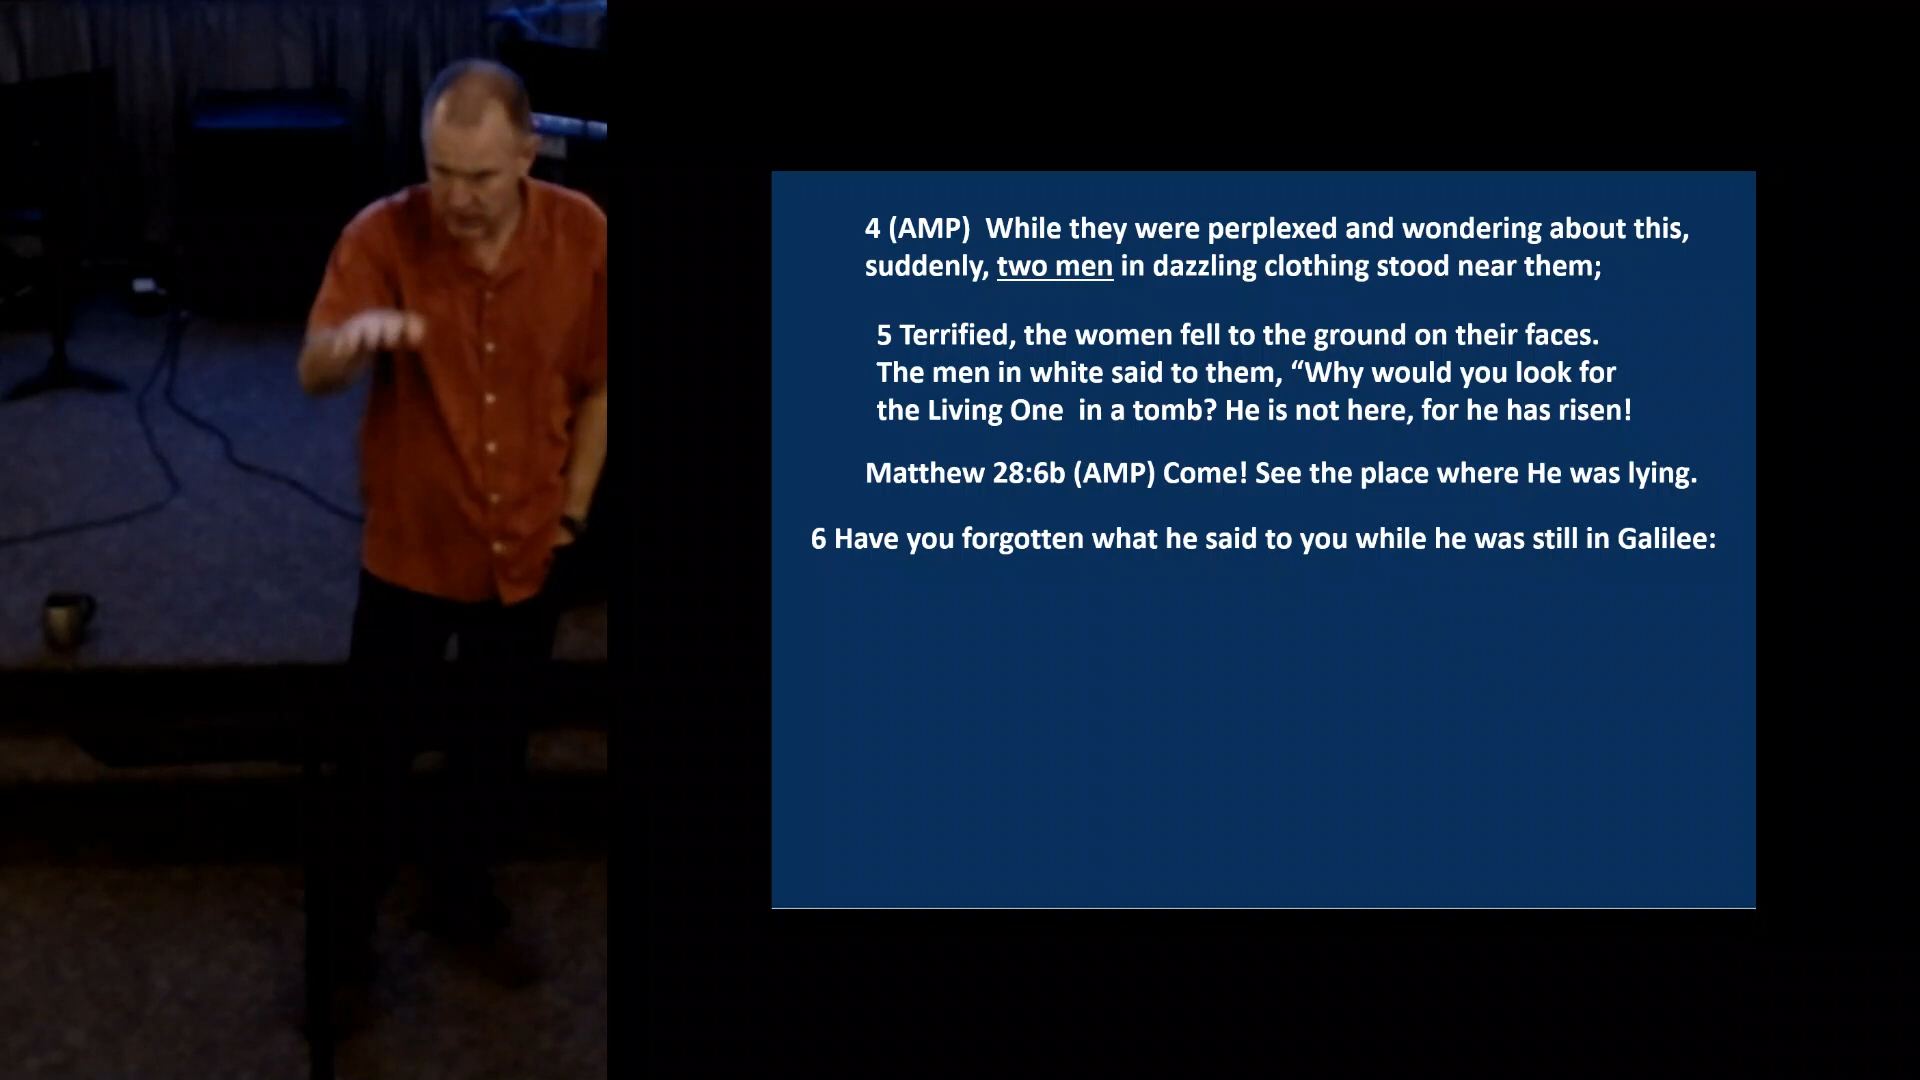 4 (AMP)  While they were perplexed and wondering about this,
suddenly, two men in dazzling clothing stood near them;
5 Terrified, the women fell to the ground on their faces.
The men in white said to them, “Why would you look for
the Living One  in a tomb? He is not here, for he has risen!
Matthew 28:6b (AMP) Come! See the place where He was lying.
6 Have you forgotten what he said to you while he was still in Galilee: